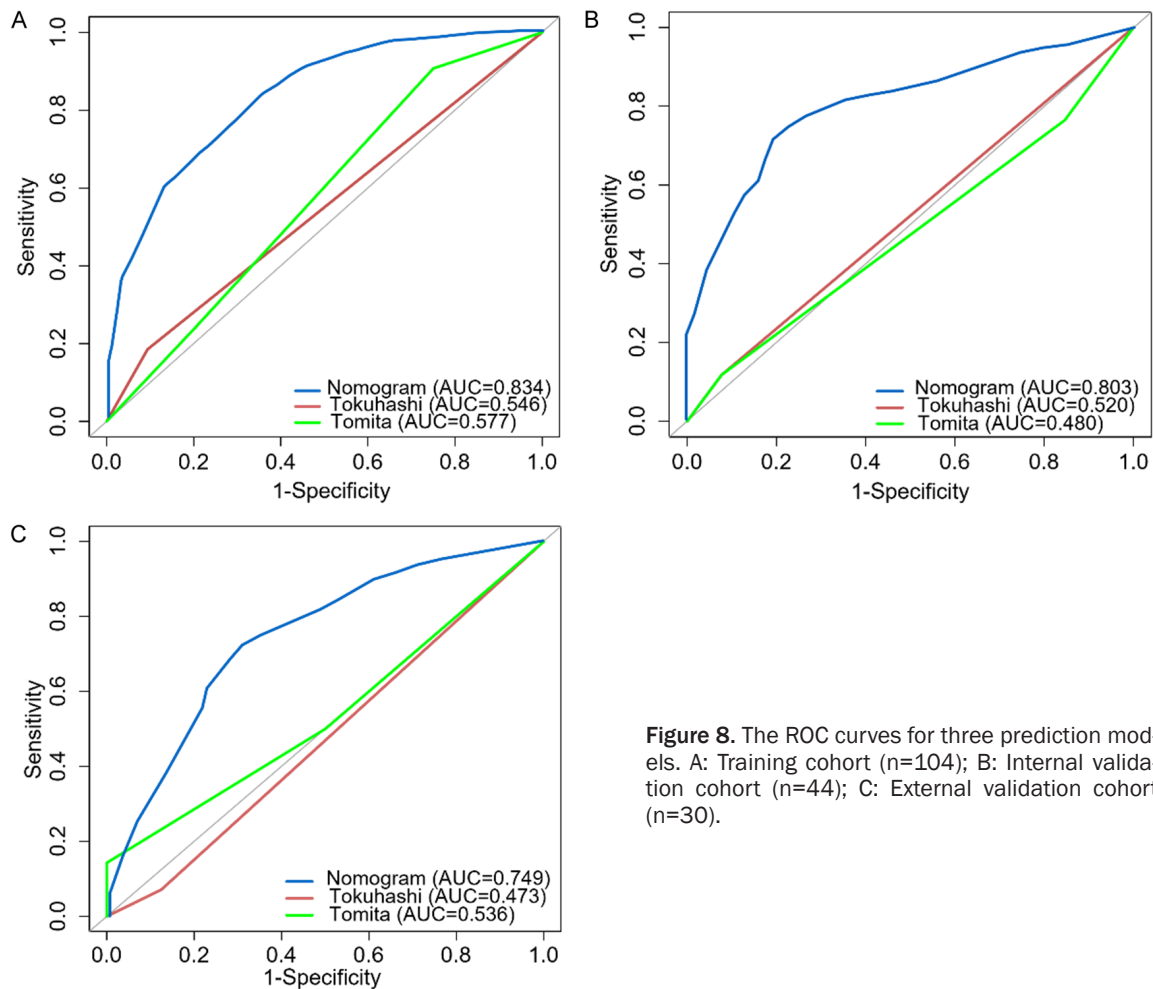 A
Sensitivity
0.0 0.2 0.4 0.6 0.8 1.0
Nomogram (AUC=0.834)
Tokuhashi (AUC=0.546)
Tomita (AUC=0.577)
0.0 0.2 0.4 0.6 0.8 1.0
1-Specificity
B
Sensitivity
0.0 0.2 0.4 0.6 0.8 1.0
Nomogram (AUC=0.803)
Tokuhashi (AUC=0.520)
Tomita (AUC=0.480)
0.0 0.2 0.4 0.6 0.8 1.0
1-Specificity
C
Sensitivity
0.0 0.2 0.4 0.6 0.8 1.0
Nomogram (AUC=0.749)
Tokuhashi (AUC=0.473)
Tomita (AUC=0.536)
0.0 0.2 0.4 0.6 0.8 1.0
1-Specificity
Figure 8. The ROC curves for three prediction mod-
els. A: Training cohort (n=104); B: Internal valida-
tion cohort (n=44); C: External validation cohort
(n=30).